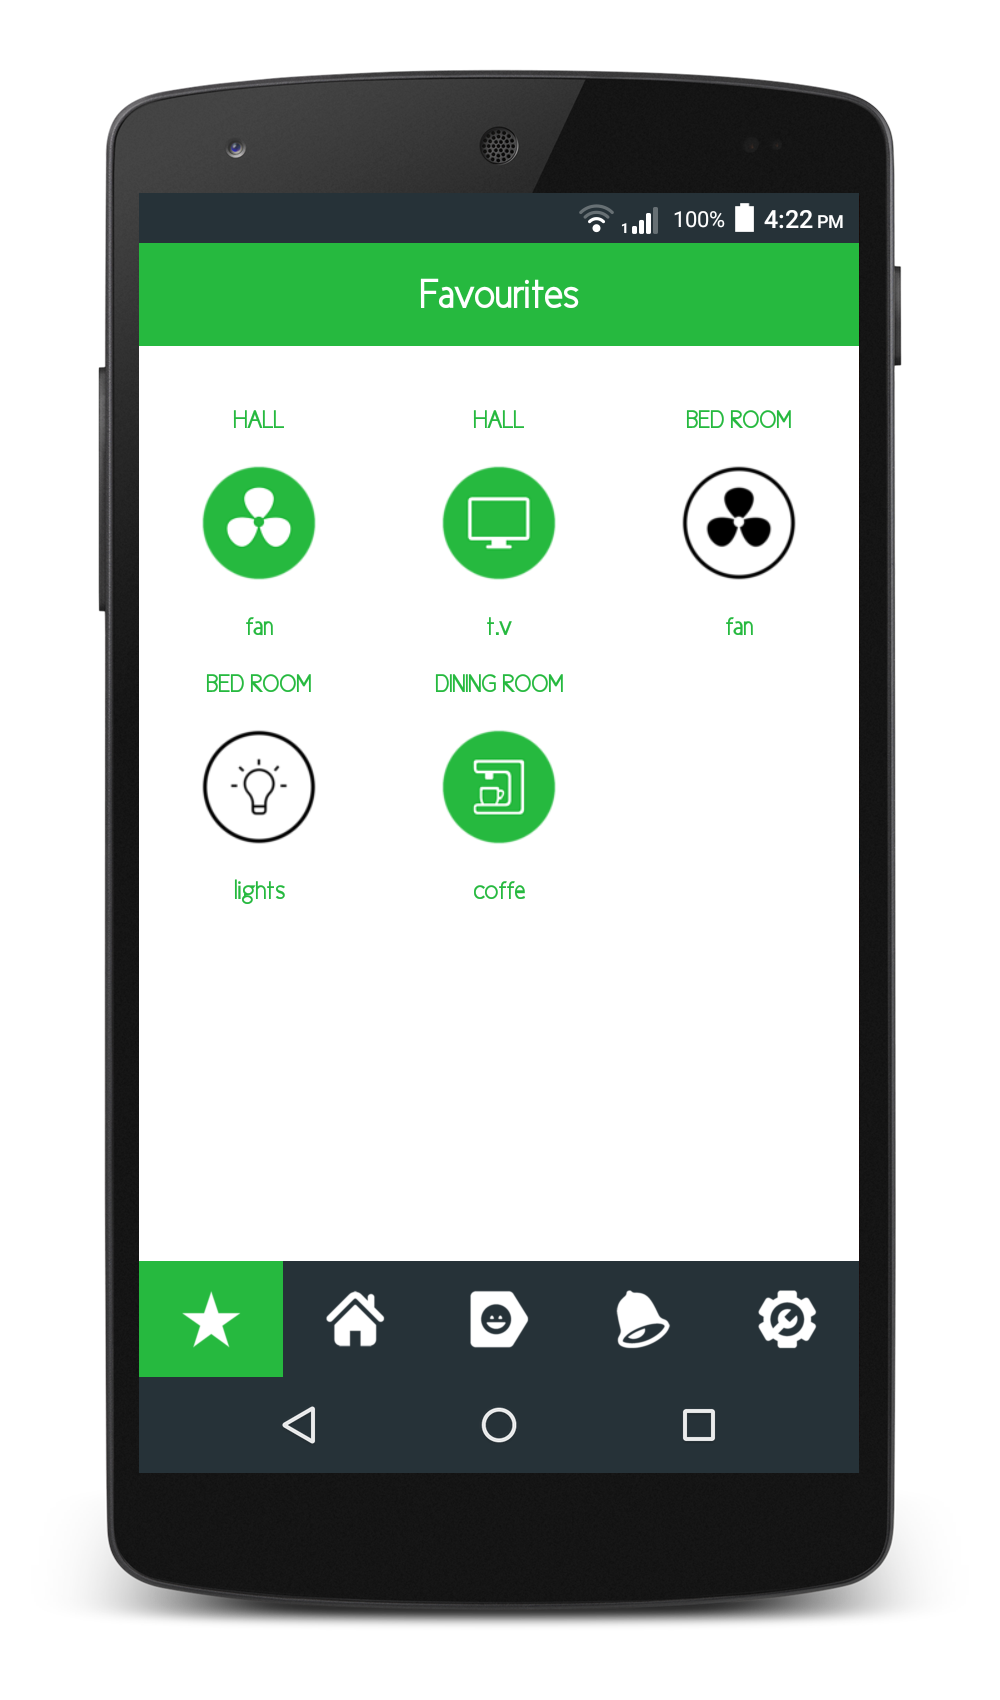 1 100% 4:22 PM
Favourites
HALL HALL BED ROOM
fan t.v fan
BED ROOM DINING ROOM
lights coffe